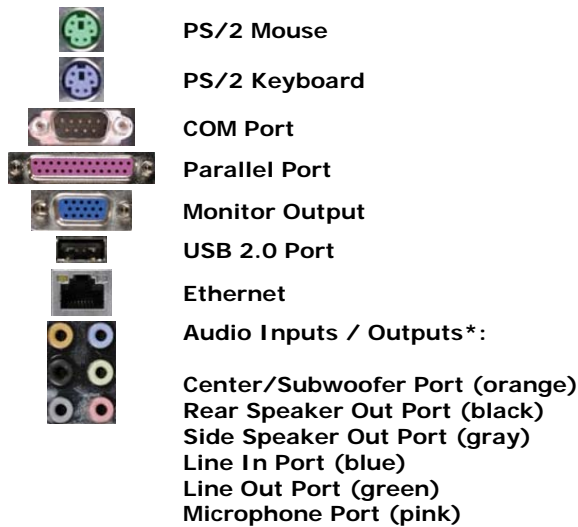 PS/2 Mouse
PS/2 Keyboard
COM Port
Parallel Port
Monitor Output
USB 2.0 Port
Ethernet
Audio Inputs / Outputs*:
Center/Subwoofer Port (orange)
Rear Speaker Out Port (black)
Side Speaker Out Port (gray)
Line In Port (blue)
Line Out Port (green)
Microphone Port (pink)